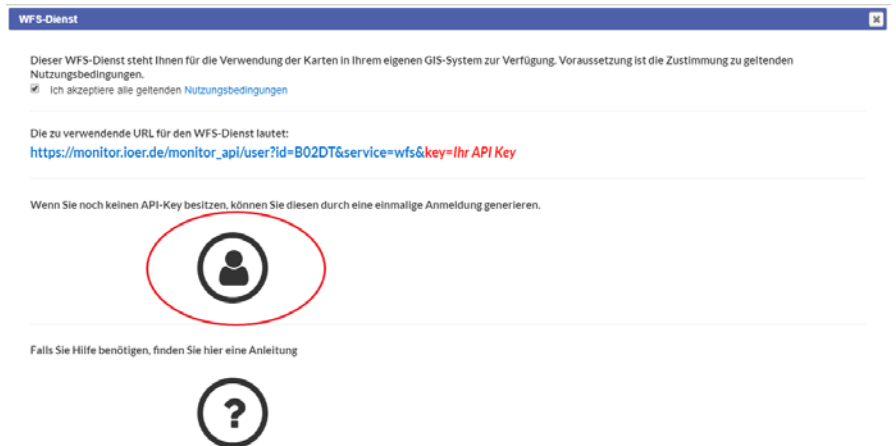 WFS-Dienst
Dieser WFS-Dienst steht Ihnen für die Verwendung der Karten in Ihrem eigenen GIS-System zur Verfügung. Voraussetzung ist die Zustimmung zu geltenden
Nutzungsbedingungen.
Ich akzeptiere alle geltenden Nutzungsbedingungen
Die zu verwendende URL für den WFS-Dienst lautet:
https://monitor.ioer.de/monitor_api/user?id=B02DT&service=wfs&key=Ihr API Key
Wenn Sie noch keinen API-Key besitzen, können Sie diesen durch eine einmalige Anmeldung generieren.
Falls Sie Hilfe benötigen, finden Sie hier eine Anleitung
?